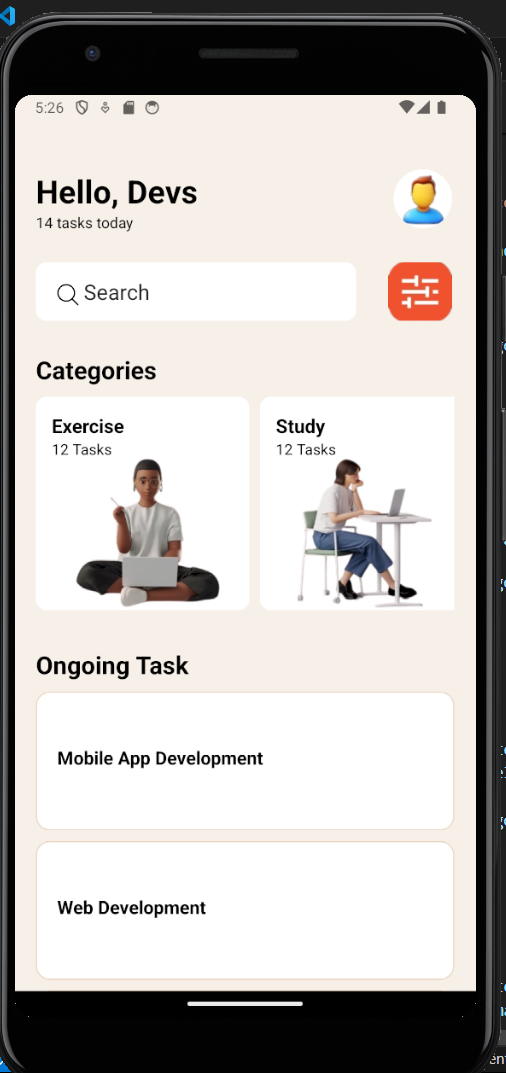 5:26
Hello, Devs
14 tasks today
Search
Categories
Exercise
12 Tasks
Study
12 Tasks
Ongoing Task
Mobile App Development
Web Development